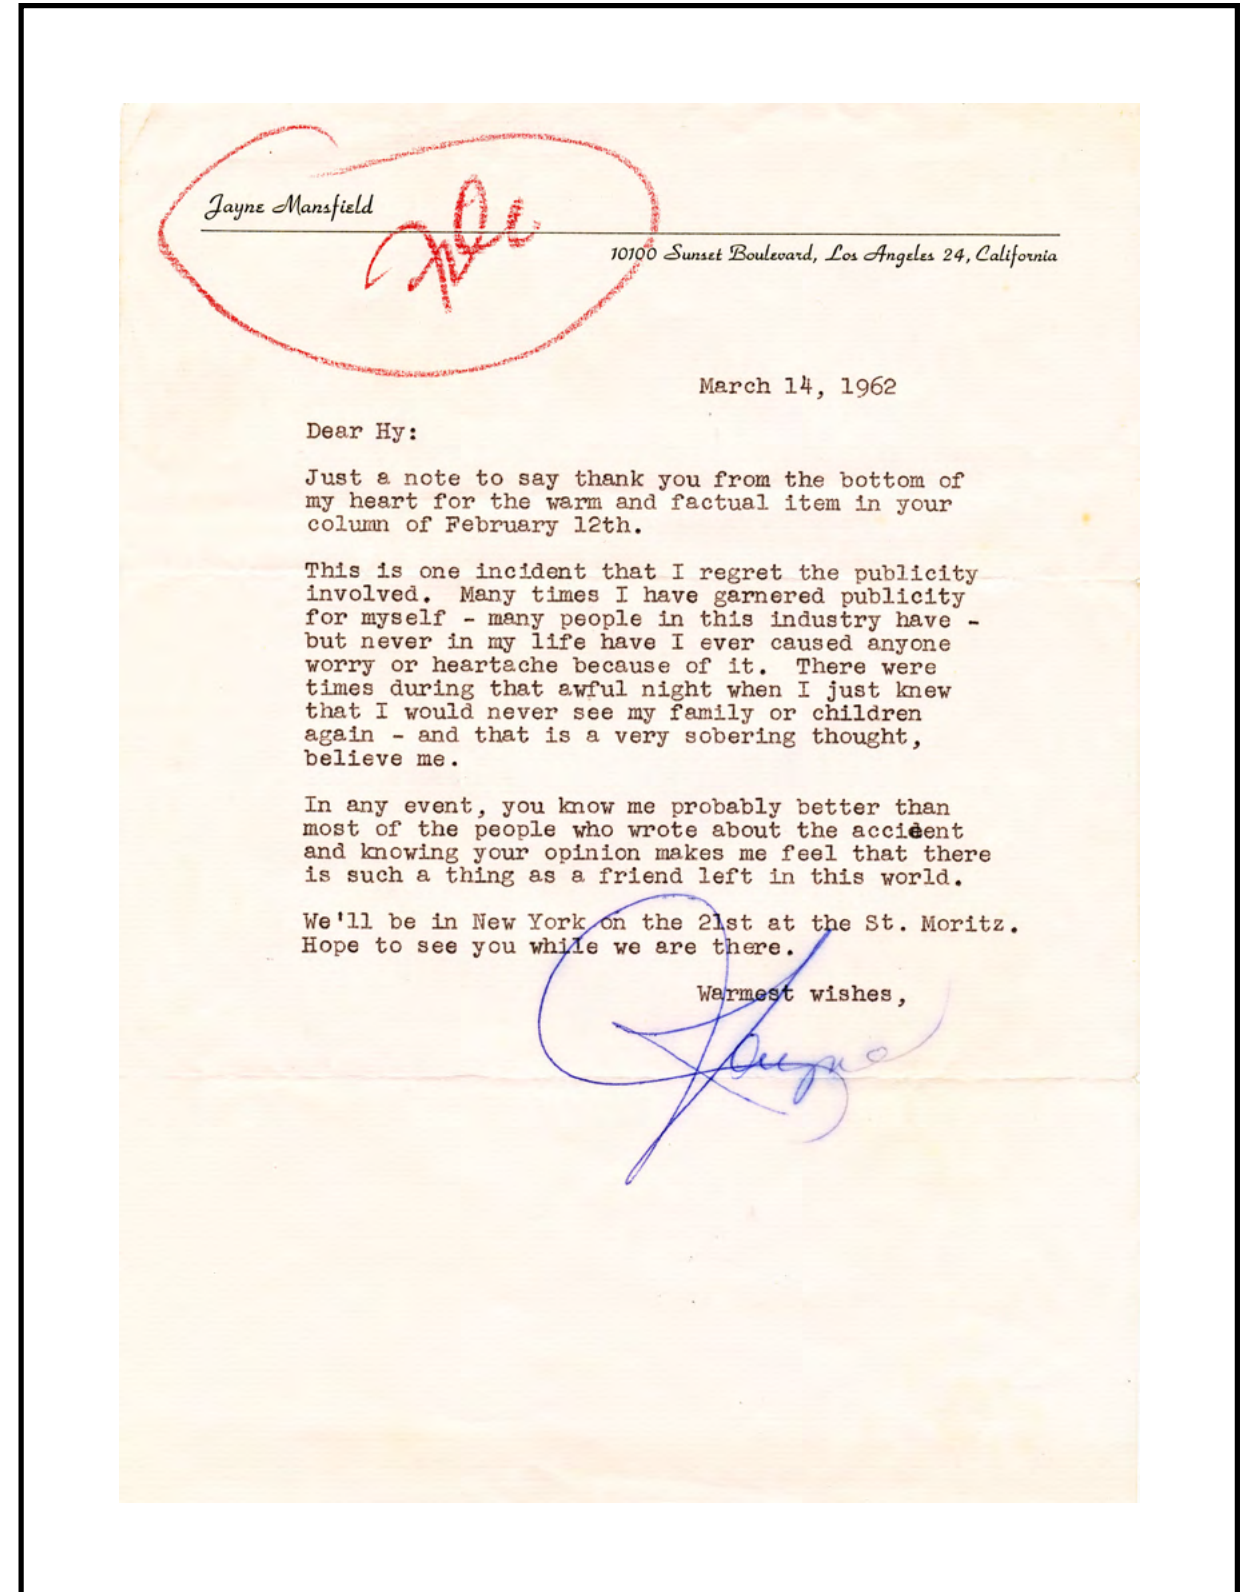 Jayne Mansfield
File
10100 Sunset Boulevard, Los Angeles 24, California
March 14, 1962
Dear Hy:
Just a note to say thank you from the bottom of
my heart for the warm and factual item in your
column of February 12th.
This is one incident that I regret the publicity
involved. Many times I have garnered publicity
for myself - many people in this industry have -
but never in my life have I ever caused anyone
worry or heartache because of it. There were
times during that awful night when I just knew
that I would never see my family or children
again - and that is a very sobering thought,
believe me.
In any event, you know me probably better than
most of the people who wrote about the accident
and knowing your opinion makes me feel that there
is such a thing as a friend left in this world.
We'll be in New York on the 21st at the St. Moritz.
Hope to see you while we are there.
Warmest wishes,
Jayne